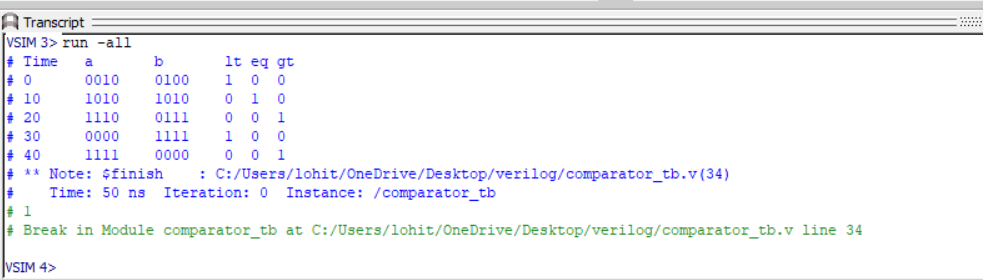 Transcript
VSIM 3> run -all
# Time    a       b       lt eq gt
# 0       0010    0100    1  0  0
# 10      1010    1010    0  1  0
# 20      1110    0111    0  0  1
# 30      0000    1111    1  0  0
# 40      1111    0000    0  0  1
# ** Note: $finish    : C:/Users/lohit/OneDrive/Desktop/verilog/comparator_tb.v(34)
#    Time: 50 ns  Iteration: 0  Instance: /comparator_tb
# 1
# Break in Module comparator_tb at C:/Users/lohit/OneDrive/Desktop/verilog/comparator_tb.v line 34
VSIM 4>